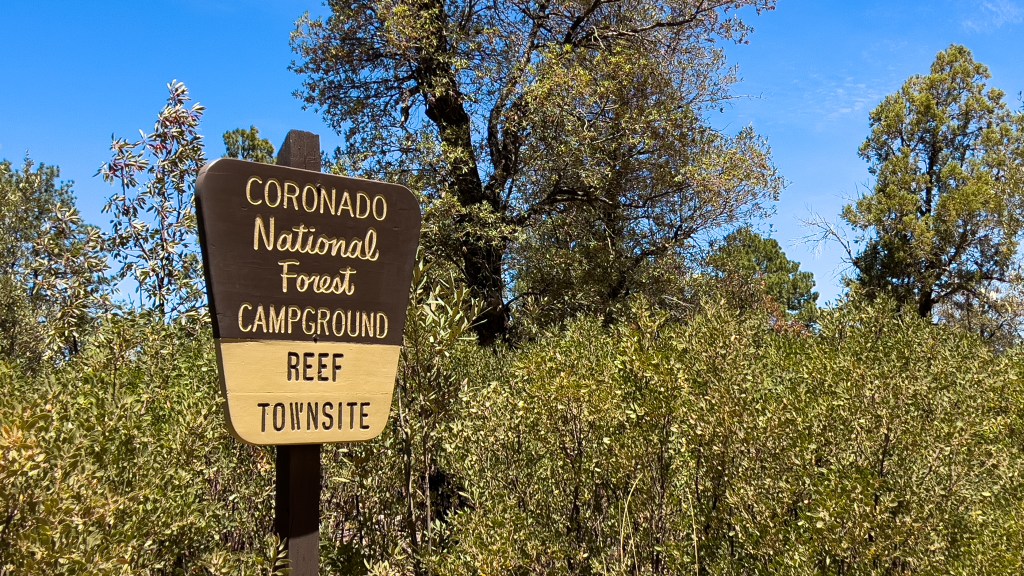 CORONADO
National
Forest
CAMPGROUND
REEF
TOWNSITE